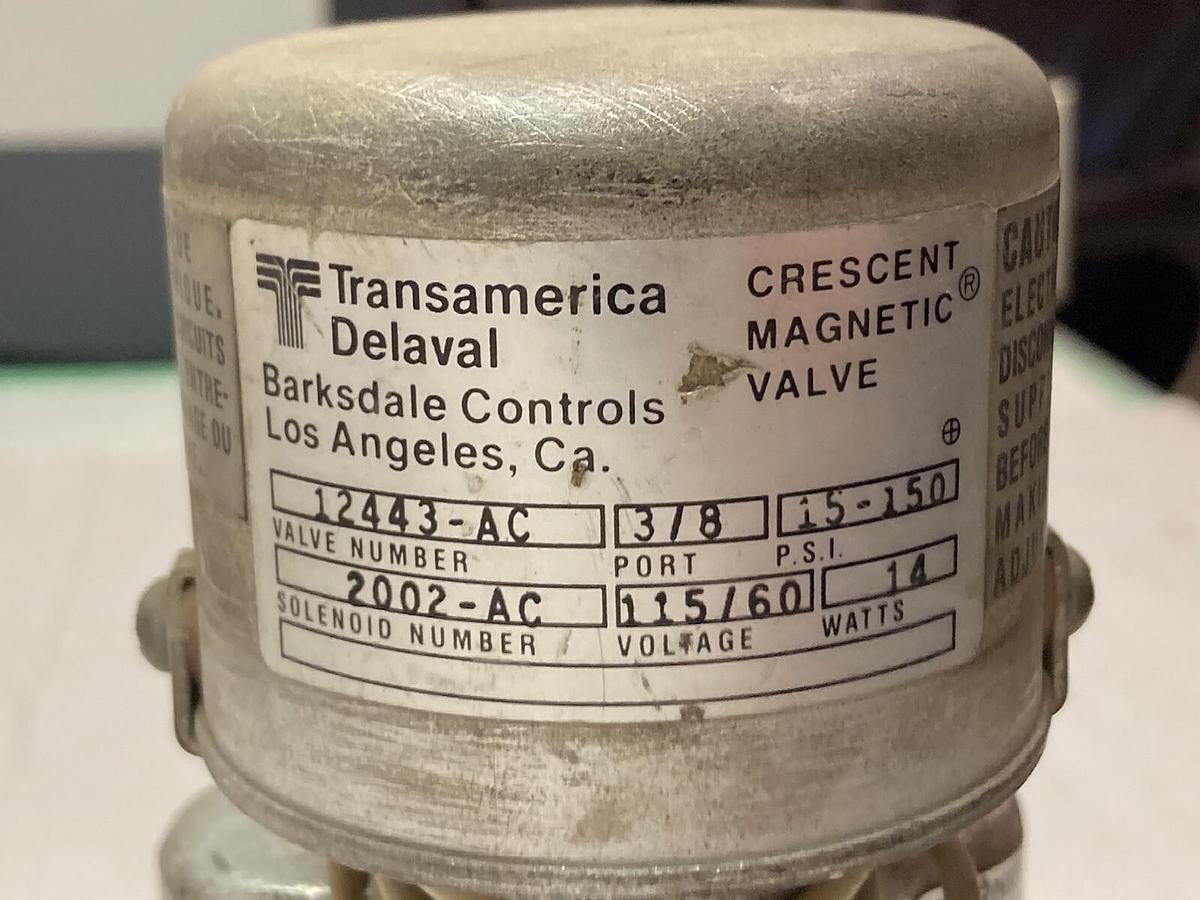 Transamerica
Delaval
Barksdale Controls
Los Angeles, Ca.
CRESCENT
MAGNETIC®
VALVE
12443-AC 3/8 15-150
VALVE NUMBER PORT P.S.I.
2002-AC 115/60 14
SOLENOID NUMBER VOLTAGE WATTS